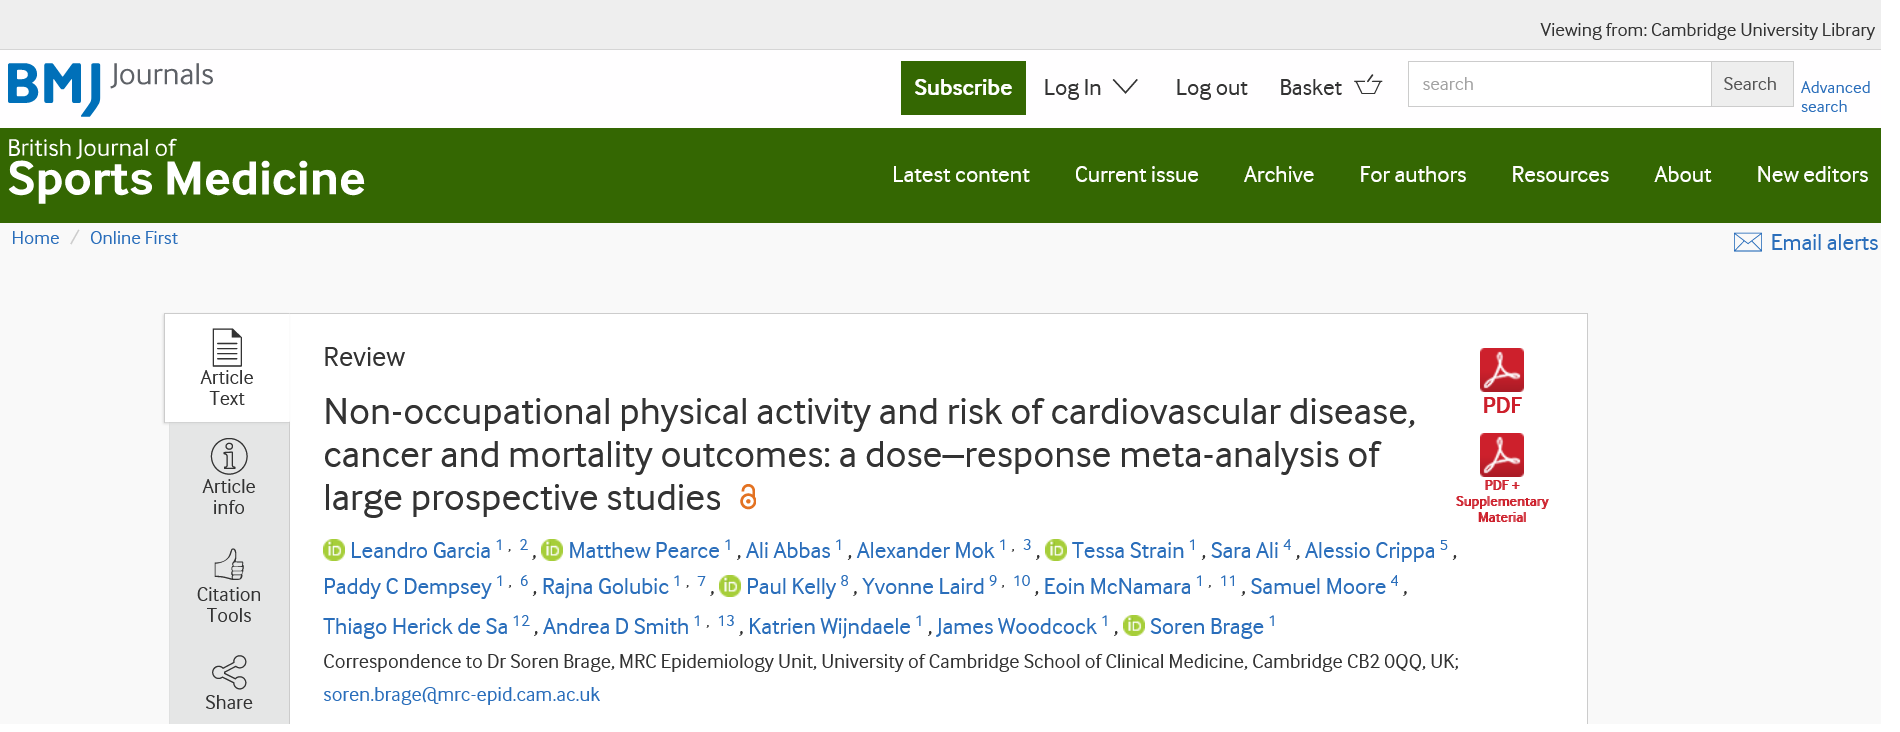 Viewing from: Cambridge University Library
BMJ Journals
Subscribe
Log In
Log out
Basket
search
Search
Advanced
search
British Journal of
Sports Medicine
Latest content
Current issue
Archive
For authors
Resources
About
New editors
Home / Online First
Email alerts
Article
Text
Article
info
Citation
Tools
Share
Review
Non-occupational physical activity and risk of cardiovascular disease,
cancer and mortality outcomes: a dose–response meta-analysis of
large prospective studies
PDF
PDF +
Supplementary
Material
iD Leandro Garcia 1 , 2 , iD Matthew Pearce 1 , Ali Abbas 1 , Alexander Mok 1 , 3 , iD Tessa Strain 1 , Sara Ali 4 , Alessio Crippa 5 ,
Paddy C Dempsey 1 , 6 , Rajna Golubic 1 , 7 , iD Paul Kelly 8 , Yvonne Laird 9 , 10 , Eoin McNamara 1 , 11 , Samuel Moore 4 ,
Thiago Herick de Sa 12 , Andrea D Smith 1 , 13 , Katrien Wijndaele 1 , James Woodcock 1 , iD Soren Brage 1
Correspondence to Dr Soren Brage, MRC Epidemiology Unit, University of Cambridge School of Clinical Medicine, Cambridge CB2 0QQ, UK;
soren.brage@mrc-epid.cam.ac.uk